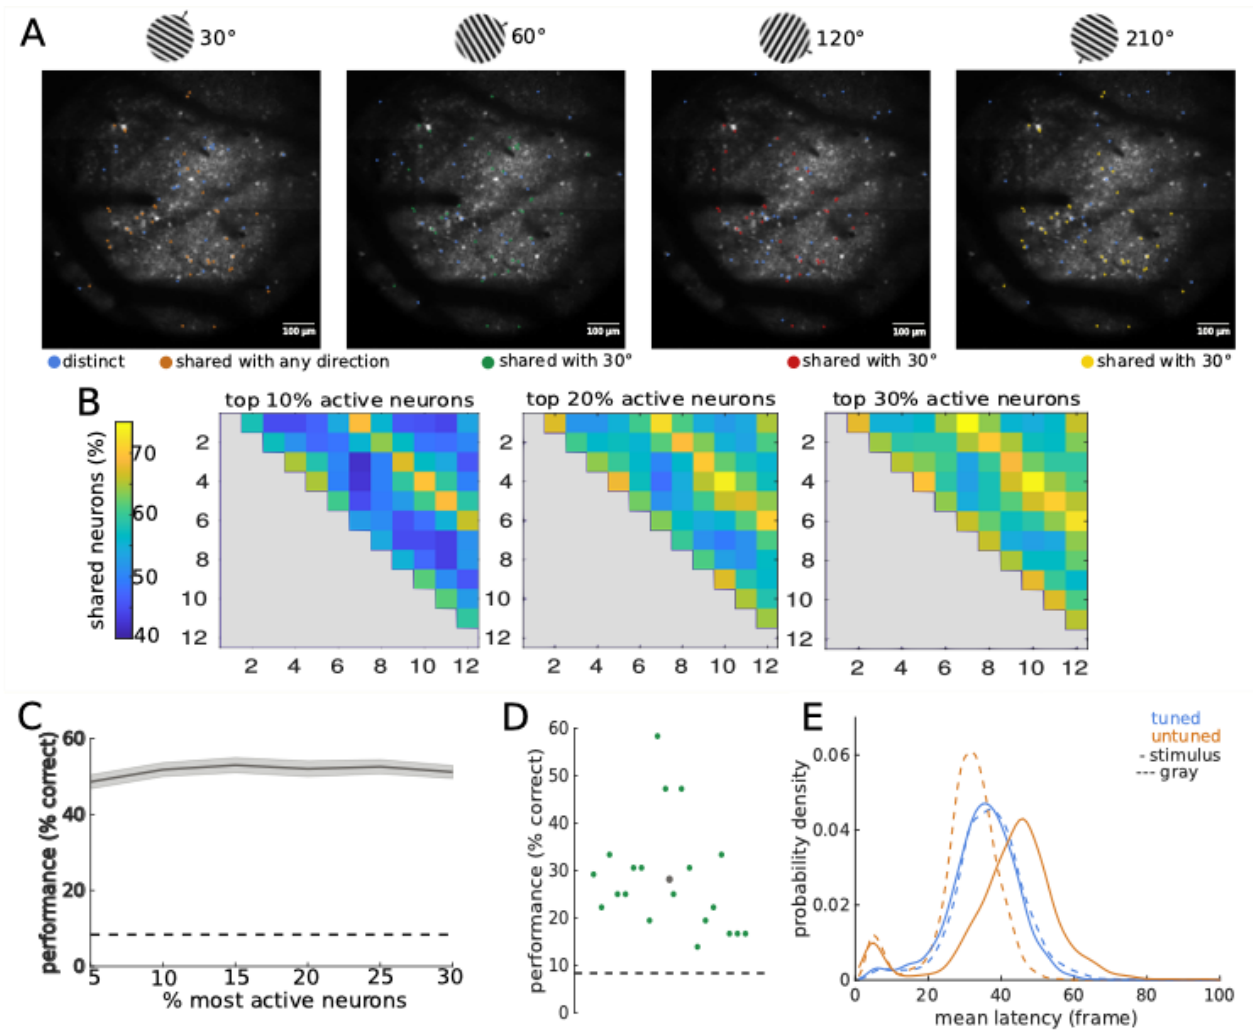 A
30°
60°
120°
210°
100 µm
100 µm
100 µm
100 µm
distinct
shared with any direction
shared with 30°
shared with 30°
shared with 30°
B
top 10% active neurons
top 20% active neurons
top 30% active neurons
shared neurons (%)
70
60
50
40
2
4
6
8
10
12
2 4 6 8 10 12
2
4
6
8
10
12
2 4 6 8 10 12
2
4
6
8
10
12
2 4 6 8 10 12
C
performance (% correct)
60
40
20
0
5 10 15 20 25 30
% most active neurons
D
performance (% correct)
60
50
40
30
20
10
0
E
tuned
untuned
- stimulus
--- gray
probability density
0.06
0.04
0.02
0
0 20 40 60 80 100
mean latency (frame)